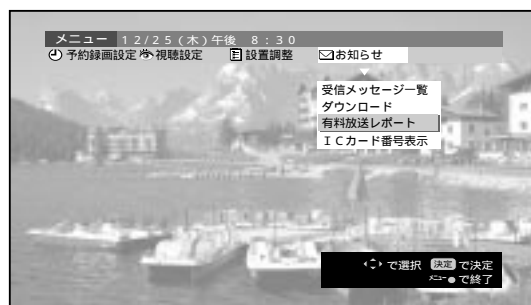 メニュー 12/25(木)午後 8:30
予約録画設定 視聴設定 設置調整 お知らせ
受信メッセージ一覧
ダウンロード
有料放送レポート
ICカード番号表示
で選択 決定 で決定
メニュー で終了